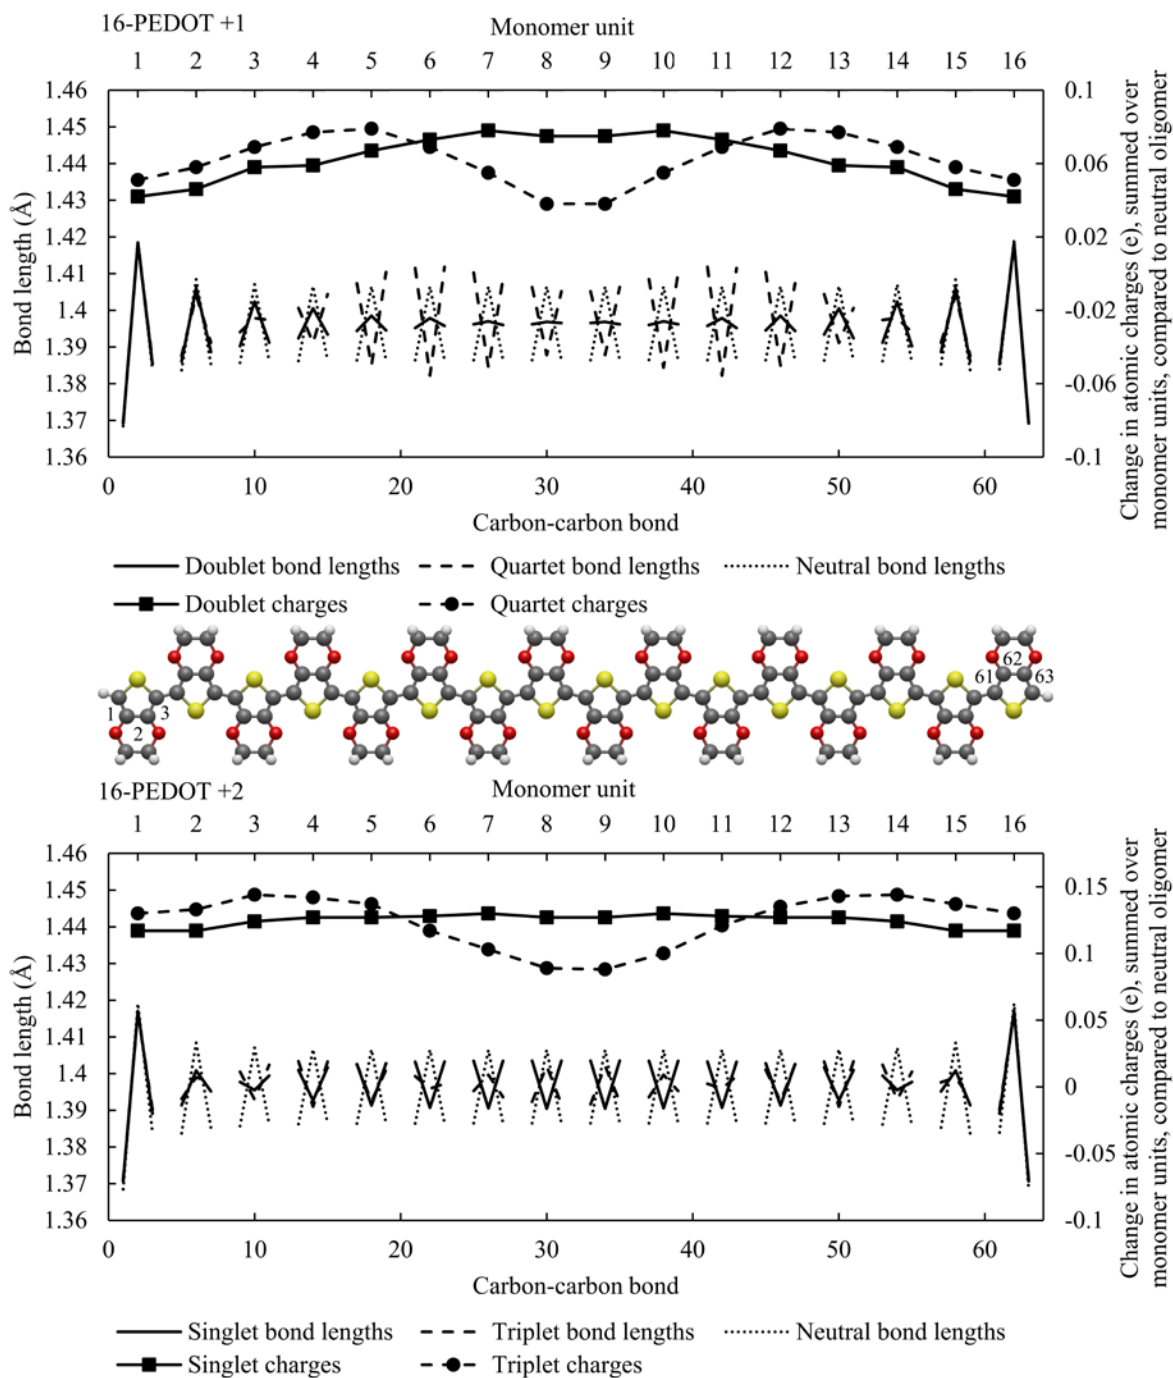 16-PEDOT +1
Monomer unit
1 2 3 4 5 6 7 8 9 10 11 12 13 14 15 16
1.46
1.45
1.44
1.43
1.42
1.41
1.4
1.39
1.38
1.37
1.36
Bond length (Å)
0.1
0.06
0.02
-0.02
-0.06
-0.1
Change in atomic charges (e), summed over
monomer units, compared to neutral oligomer
0 10 20 30 40 50 60
Carbon-carbon bond
Doublet bond lengths Quartet bond lengths Neutral bond lengths
Doublet charges Quartet charges
1 2 3 61 62 63
16-PEDOT +2
Monomer unit
1 2 3 4 5 6 7 8 9 10 11 12 13 14 15 16
1.46
1.45
1.44
1.43
1.42
1.41
1.4
1.39
1.38
1.37
1.36
Bond length (Å)
0.15
0.1
0.05
0
-0.05
-0.1
Change in atomic charges (e), summed over
monomer units, compared to neutral oligomer
0 10 20 30 40 50 60
Carbon-carbon bond
Singlet bond lengths Triplet bond lengths Neutral bond lengths
Singlet charges Triplet charges